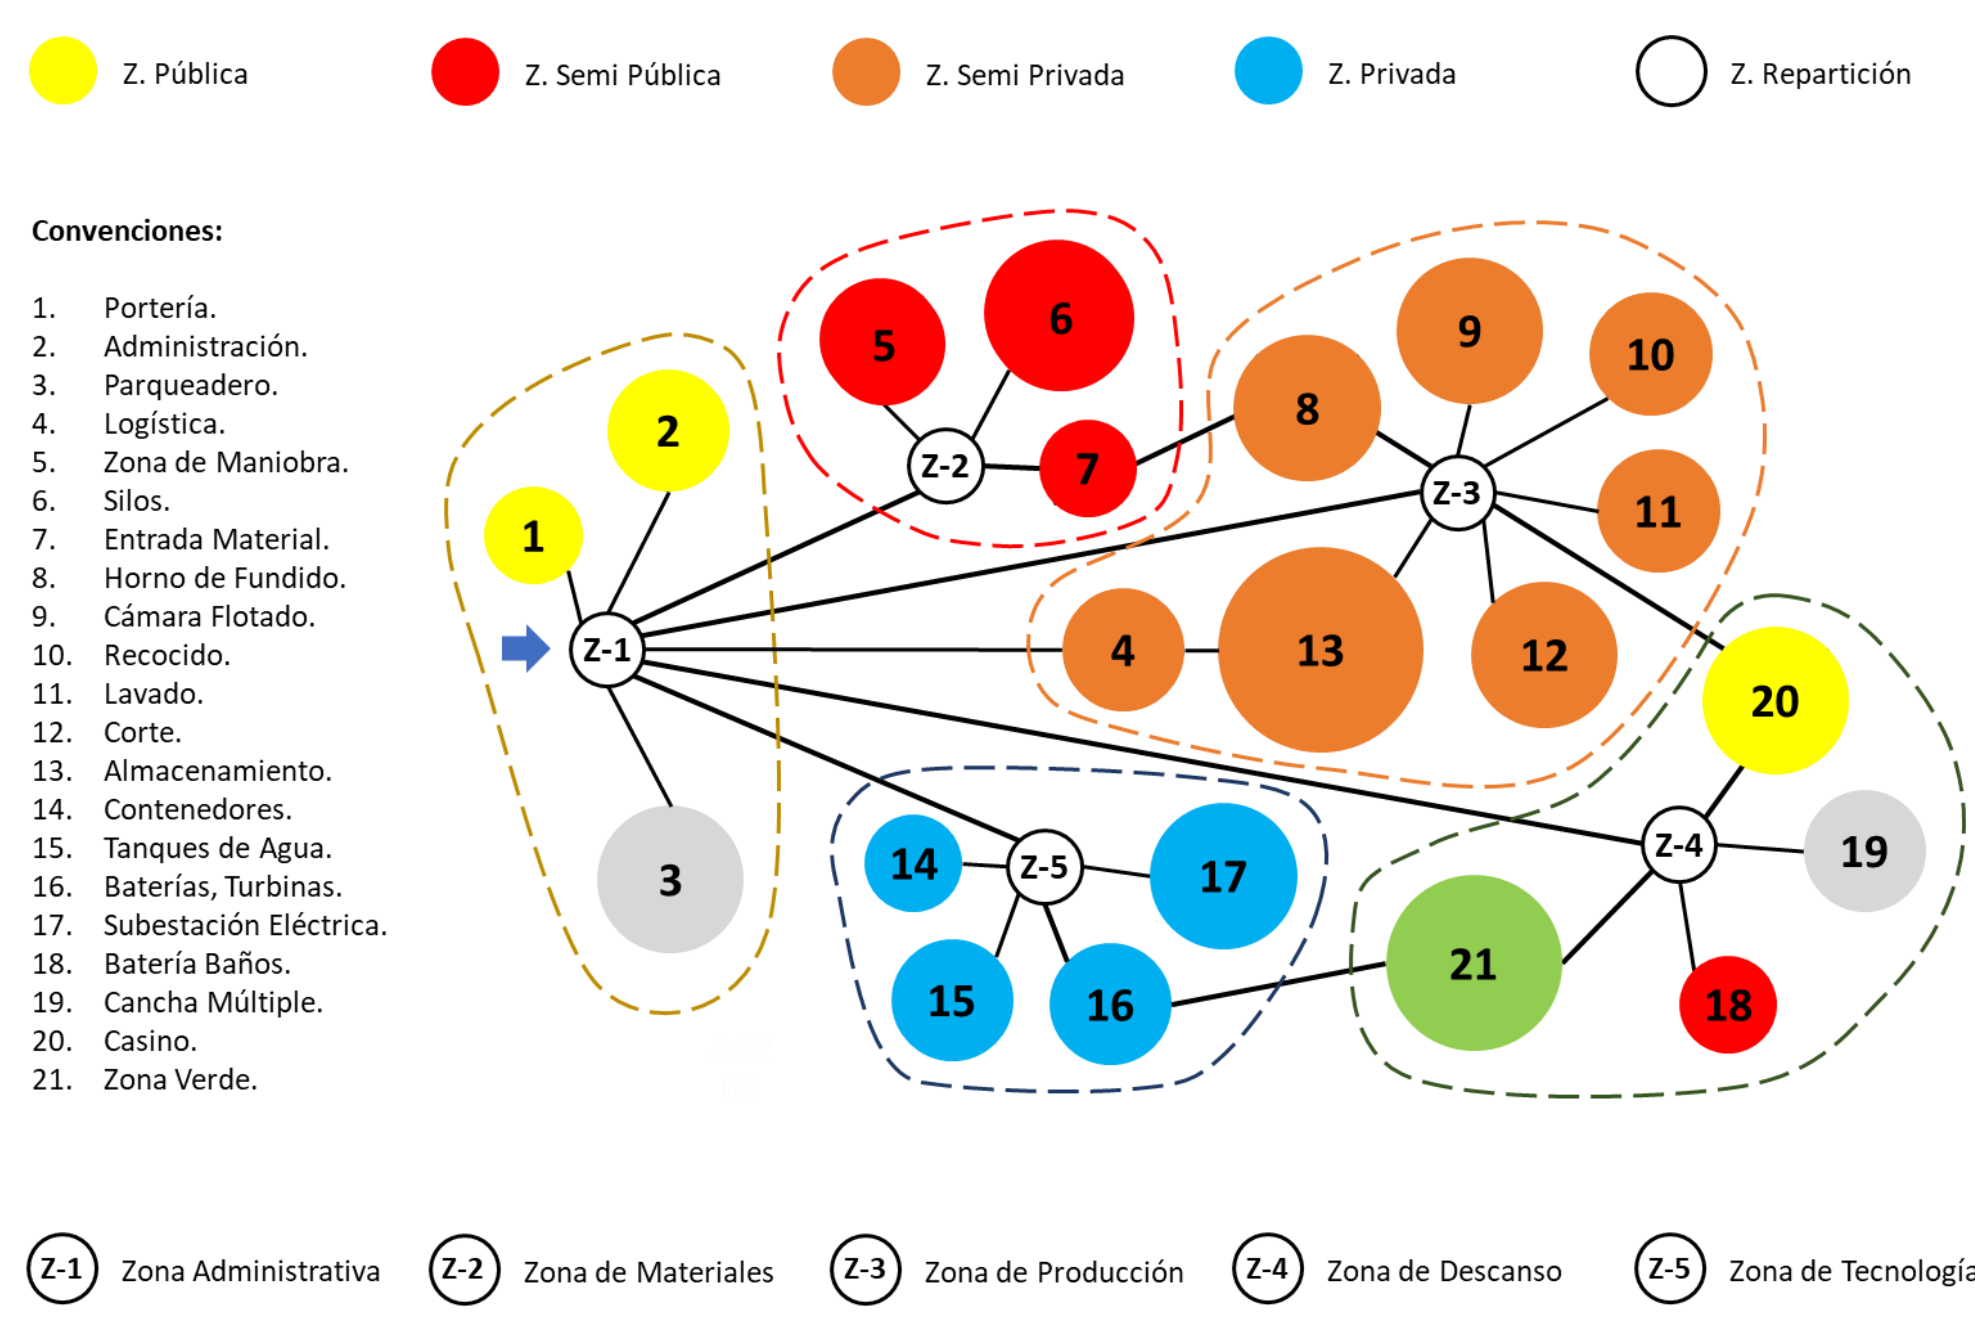 Z. Pública
Z. Semi Pública
Z. Semi Privada
Z. Privada
Z. Repartición
Convenciones:
1. Portería.
2. Administración.
3. Parqueadero.
4. Logística.
5. Zona de Maniobra.
6. Silos.
7. Entrada Material.
8. Horno de Fundido.
9. Cámara Flotado.
10. Recocido.
11. Lavado.
12. Corte.
13. Almacenamiento.
14. Contenedores.
15. Tanques de Agua.
16. Baterías, Turbinas.
17. Subestación Eléctrica.
18. Batería Baños.
19. Cancha Múltiple.
20. Casino.
21. Zona Verde.
1
2
Z-1
3
5
6
Z-2
7
8
9
10
Z-3
11
4
13
12
14
Z-5
17
15
16
20
Z-4
19
21
18
Z-1 Zona Administrativa
Z-2 Zona de Materiales
Z-3 Zona de Producción
Z-4 Zona de Descanso
Z-5 Zona de Tecnología